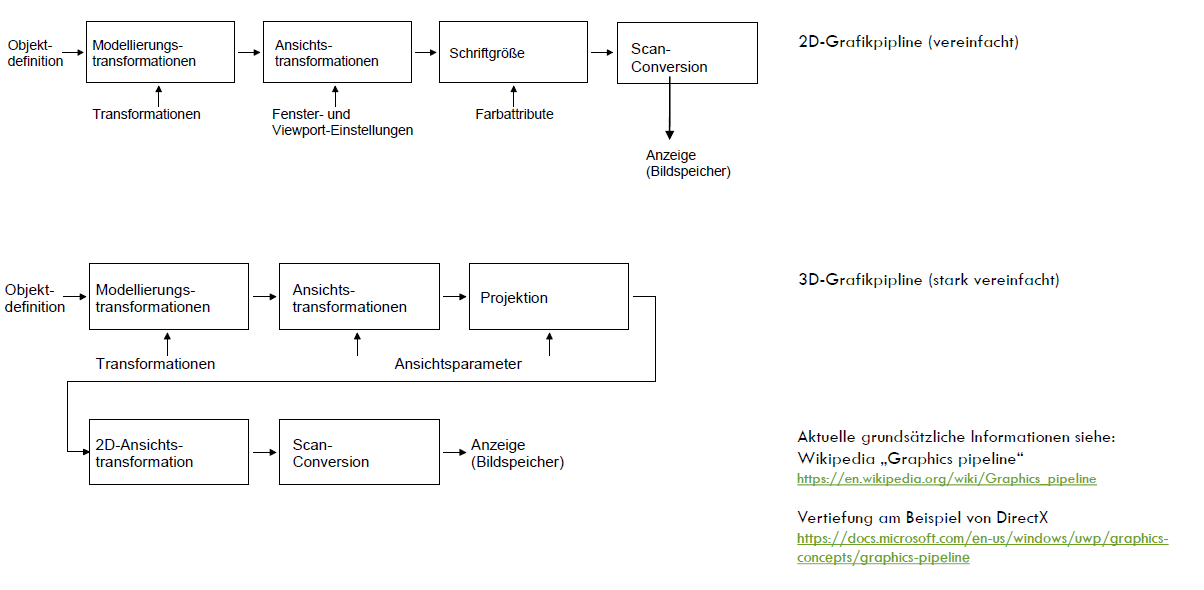 2D-Grafikpipline (vereinfacht)
Objekt-
definition
Modellierungs-
transformationen
Ansichts-
transformationen
Schriftgröße
Scan-
Conversion
Transformationen
Fenster- und
Viewport-Einstellungen
Farbattribute
Anzeige
(Bildspeicher)
3D-Grafikpipline (stark vereinfacht)
Objekt-
definition
Modellierungs-
transformationen
Ansichts-
transformationen
Projektion
Transformationen
Ansichtsparameter
2D-Ansichts-
transformation
Scan-
Conversion
Anzeige
(Bildspeicher)
Aktuelle grundsätzliche Informationen siehe:
Wikipedia „Graphics pipeline“
https://en.wikipedia.org/wiki/Graphics_pipeline
Vertiefung am Beispiel von DirectX
https://docs.microsoft.com/en-us/windows/uwp/graphics-
concepts/graphics-pipeline